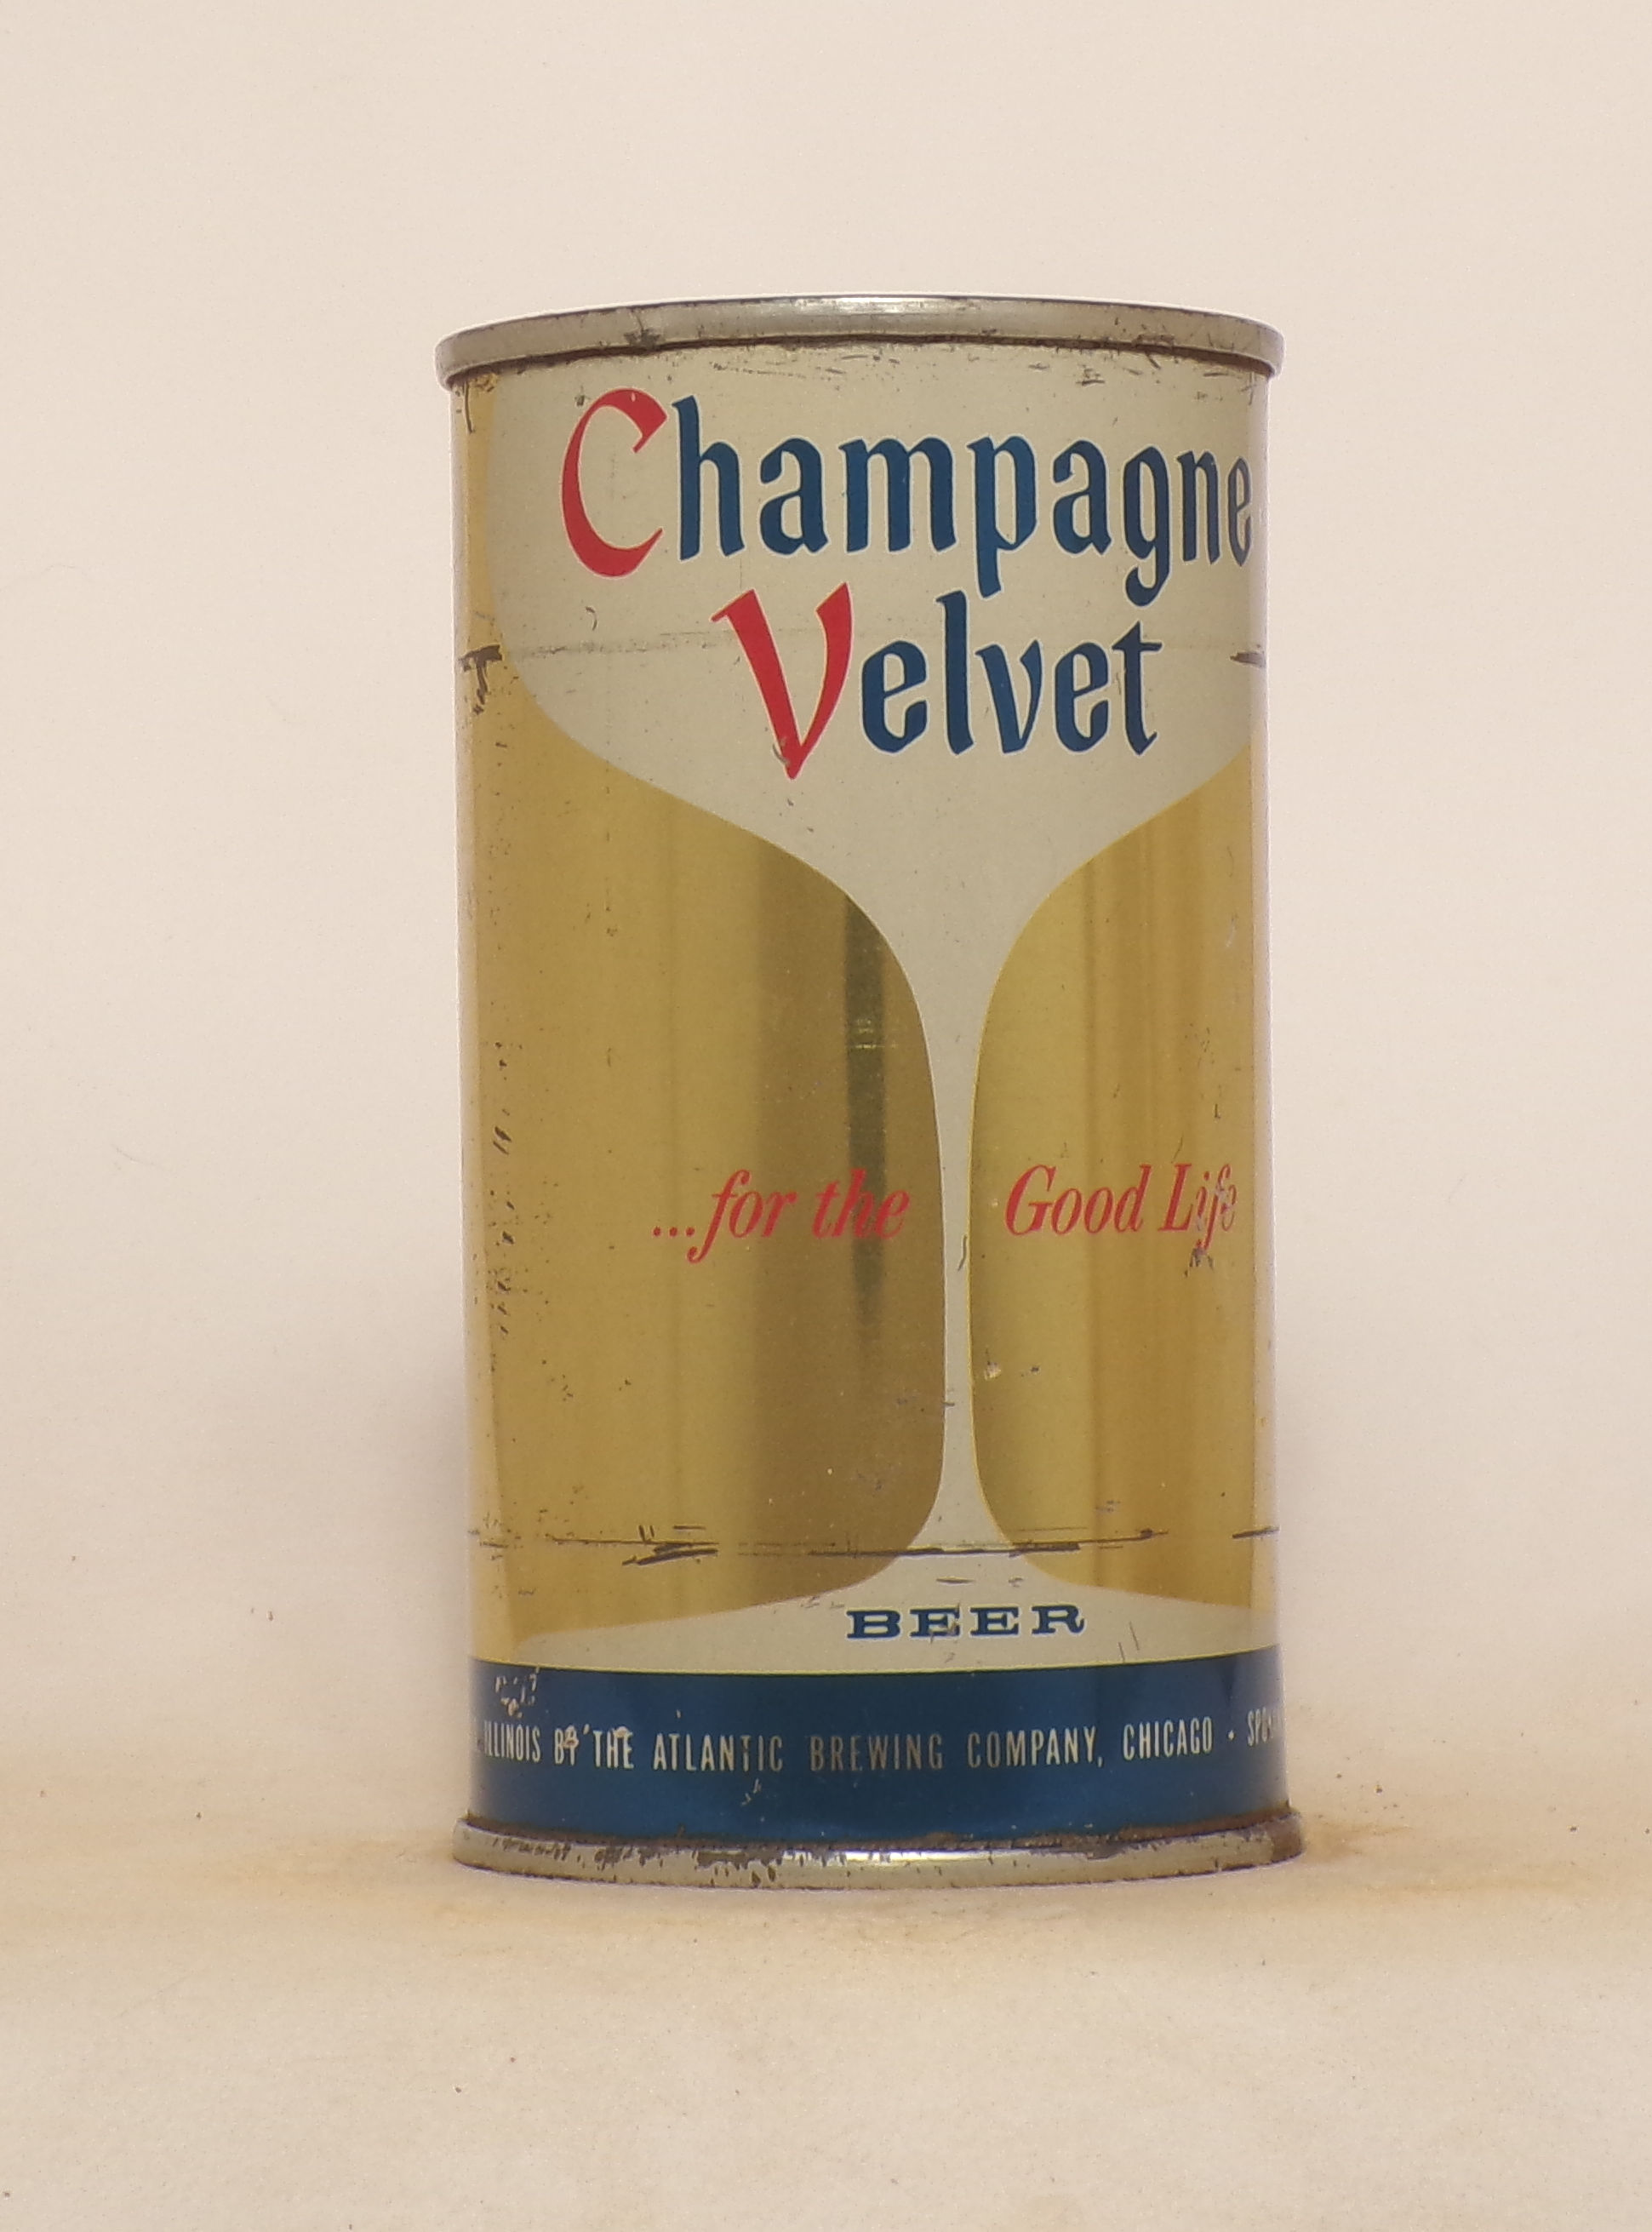 Champagne
Velvet
...for the Good Life
BEER
ILLINOIS BY THE ATLANTIC BREWING COMPANY, CHICAGO •